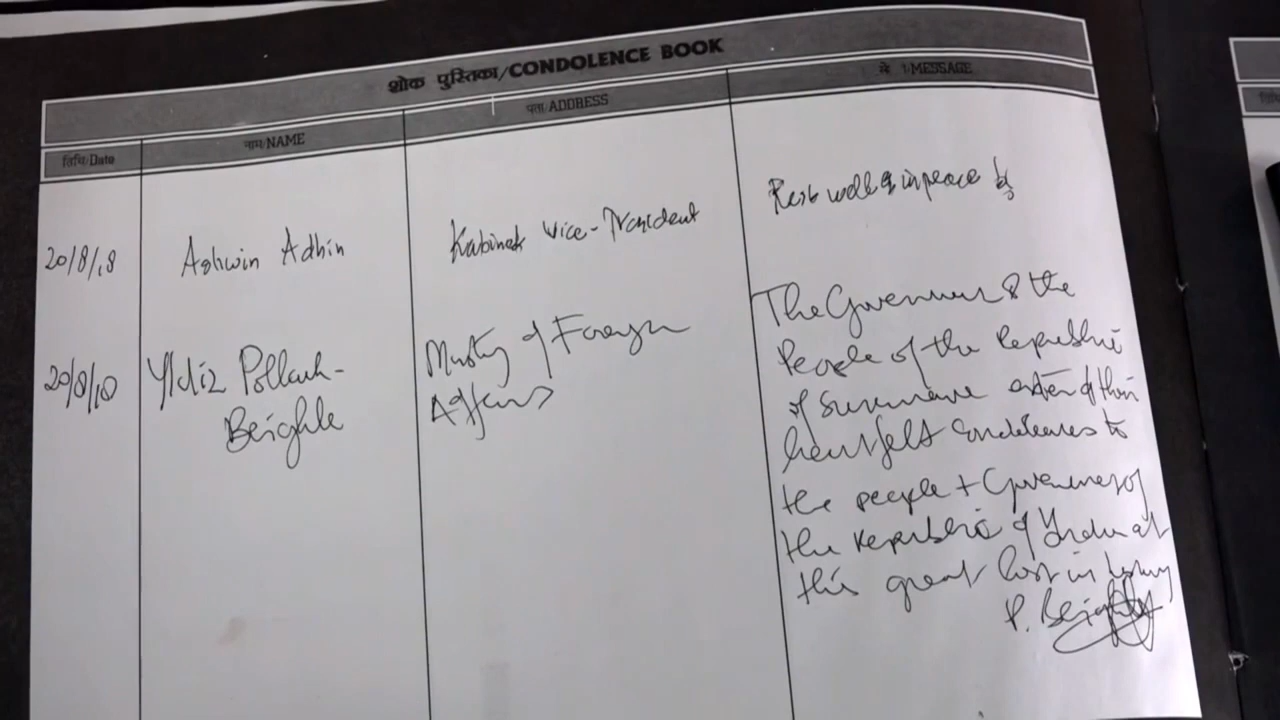 शोक पुस्तिका/CONDOLENCE BOOK
तिथि/Date
नाम/NAME
पता/ADDRESS
MESSAGE
20/8/18
Ashwin Adhin
Kabinet Vice-President
Rest well & in peace
20/8/18
Yldiz Pollack-
Beighle
Ministry of Foreign
Affairs
The Government & the
People of the Republic
of Suriname extend their
heartfelt condolences to
the people + Government of
the Republic of India at
this great lost in
P. Beighle